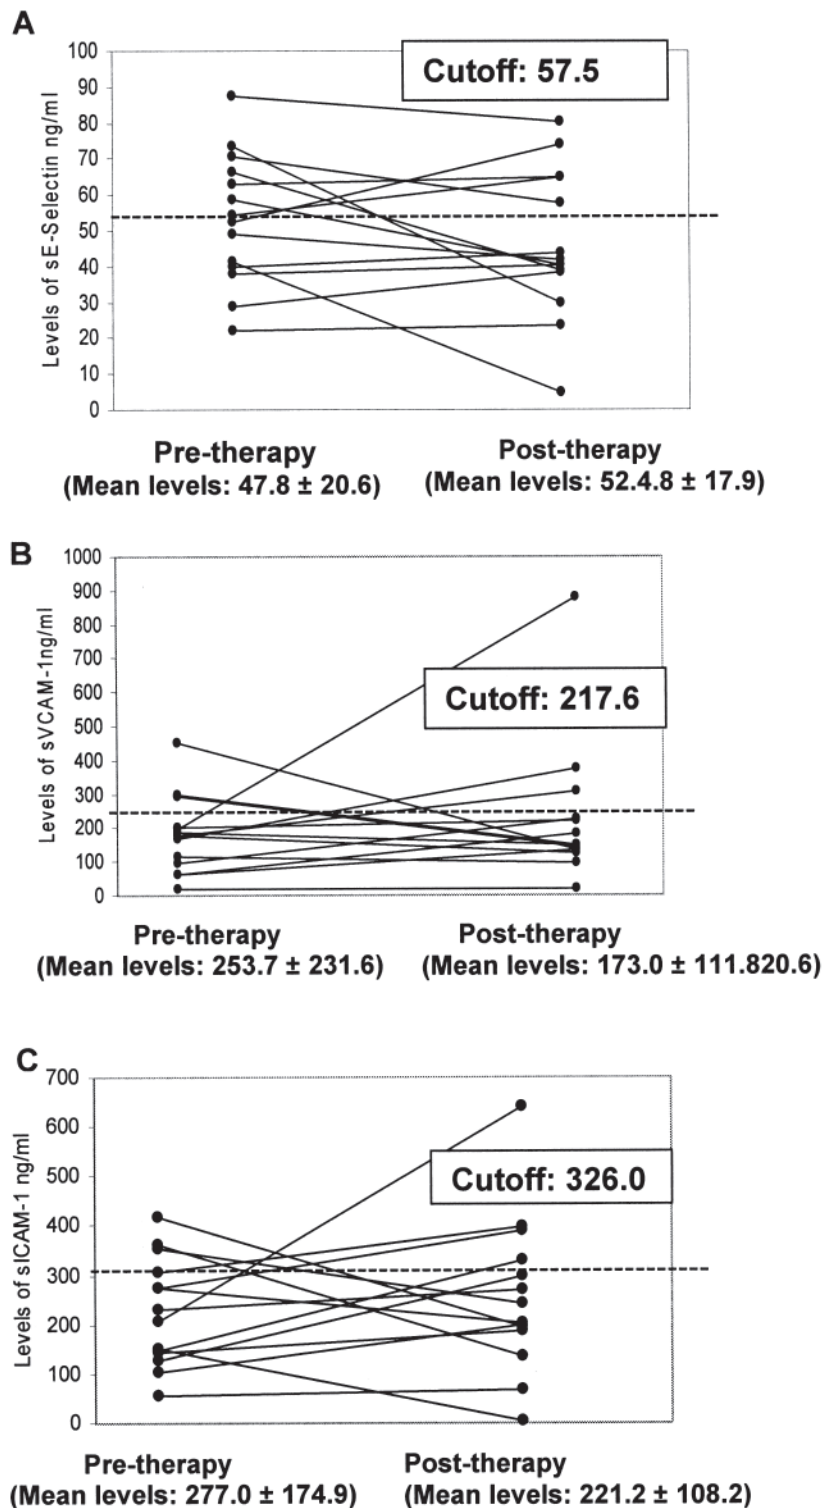 A
Cutoff: 57.5
Levels of sE-Selectin ng/ml
100
90
80
70
60
50
40
30
20
10
0
Pre-therapy
(Mean levels: 47.8 ± 20.6)
Post-therapy
(Mean levels: 52.4.8 ± 17.9)
B
Cutoff: 217.6
Levels of sVCAM-1ng/ml
1000
900
800
700
600
500
400
300
200
100
0
Pre-therapy
(Mean levels: 253.7 ± 231.6)
Post-therapy
(Mean levels: 173.0 ± 111.820.6)
C
Cutoff: 326.0
Levels of sICAM-1 ng/ml
700
600
500
400
300
200
100
0
Pre-therapy
(Mean levels: 277.0 ± 174.9)
Post-therapy
(Mean levels: 221.2 ± 108.2)